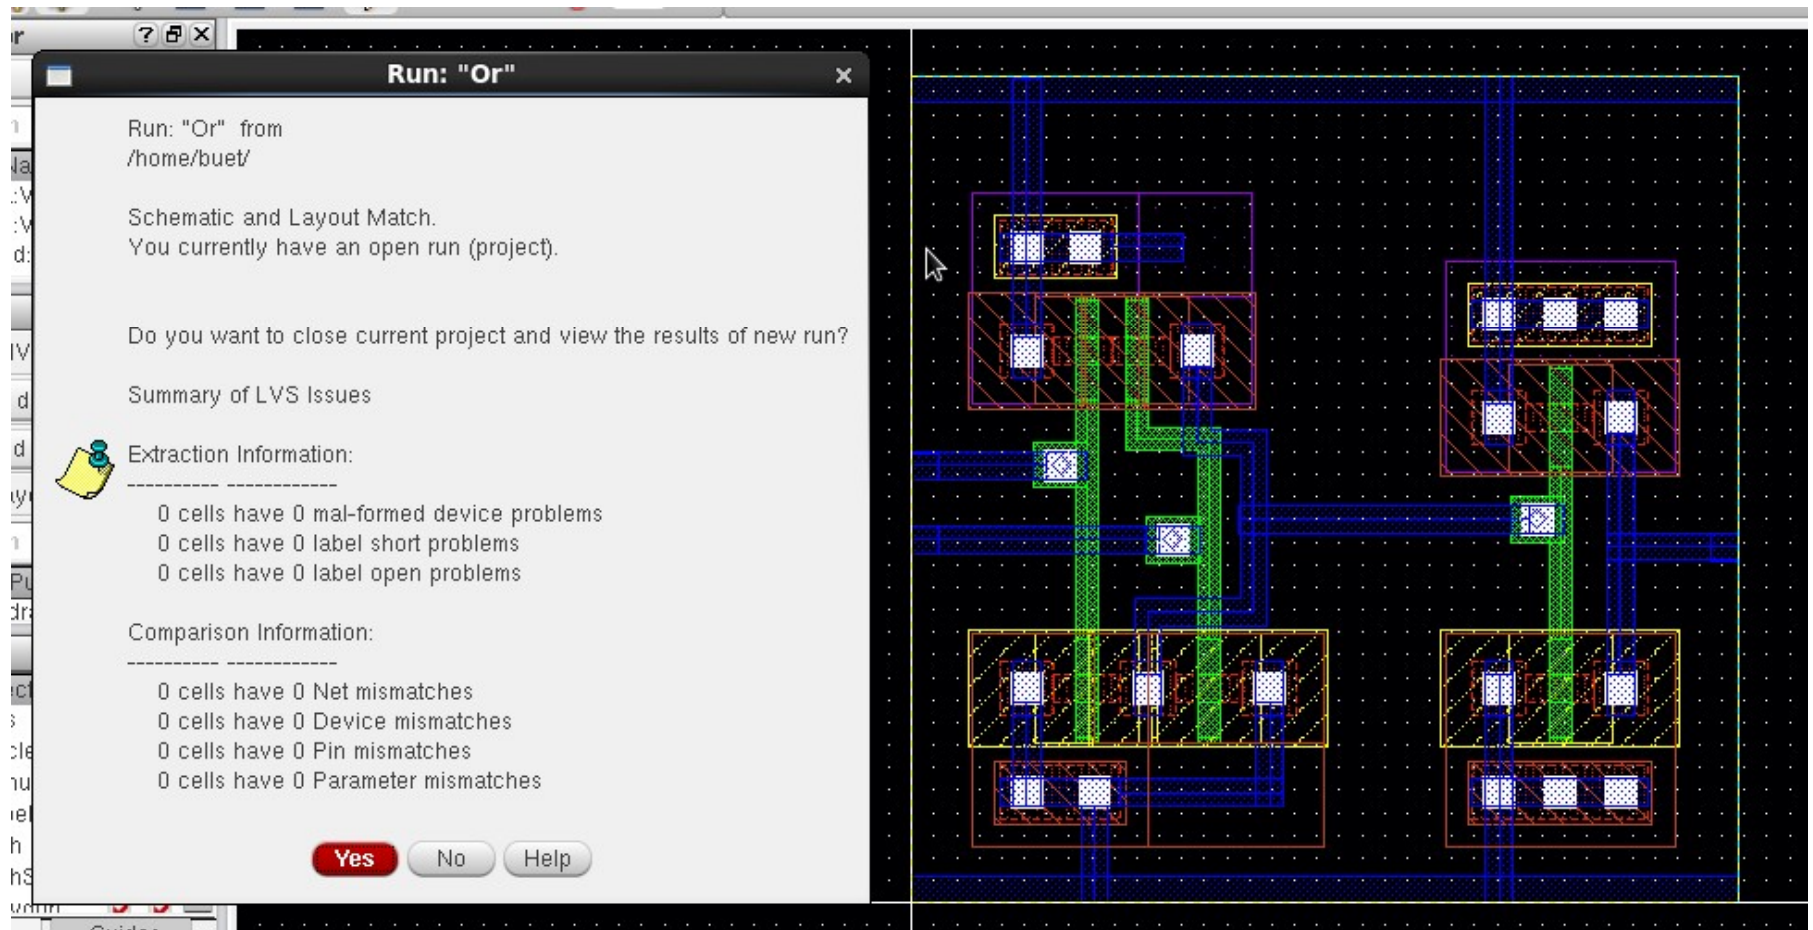 Run: "Or"
Run: "Or"  from
/home/buet/
Schematic and Layout Match.
You currently have an open run (project).
Do you want to close current project and view the results of new run?
Summary of LVS Issues
Extraction Information:
---------- ------------
0 cells have 0 mal-formed device problems
0 cells have 0 label short problems
0 cells have 0 label open problems
Comparison Information:
---------- ------------
0 cells have 0 Net mismatches
0 cells have 0 Device mismatches
0 cells have 0 Pin mismatches
0 cells have 0 Parameter mismatches
Yes No Help